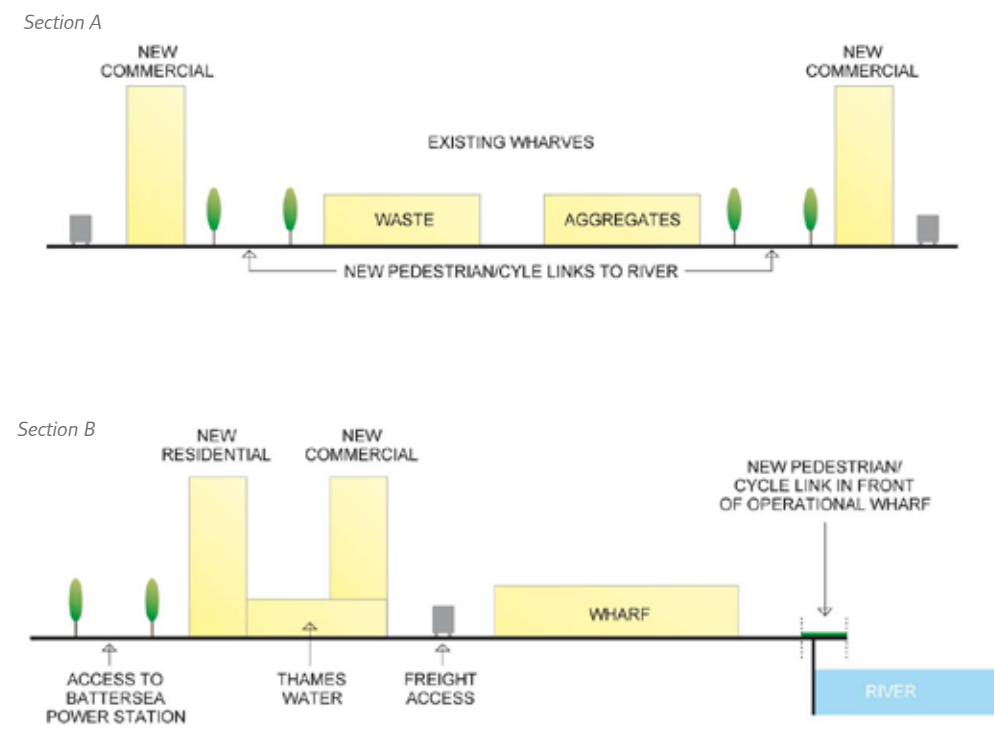 Section A
NEW
COMMERCIAL
NEW
COMMERCIAL
EXISTING WHARVES
WASTE
AGGREGATES
NEW PEDESTRIAN/CYLE LINKS TO RIVER
Section B
NEW
RESIDENTIAL
NEW
COMMERCIAL
NEW PEDESTRIAN/
CYCLE LINK IN FRONT
OF OPERATIONAL WHARF
WHARF
ACCESS TO
BATTERSEA
POWER STATION
THAMES
WATER
FREIGHT
ACCESS
RIVER